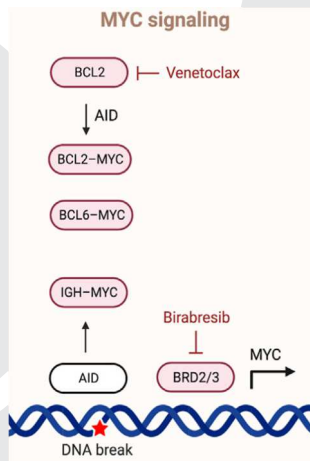 MYC signaling
BCL2
Venetoclax
AID
BCL2–MYC
BCL6–MYC
IGH–MYC
Birabresib
MYC
AID
BRD2/3
DNA break